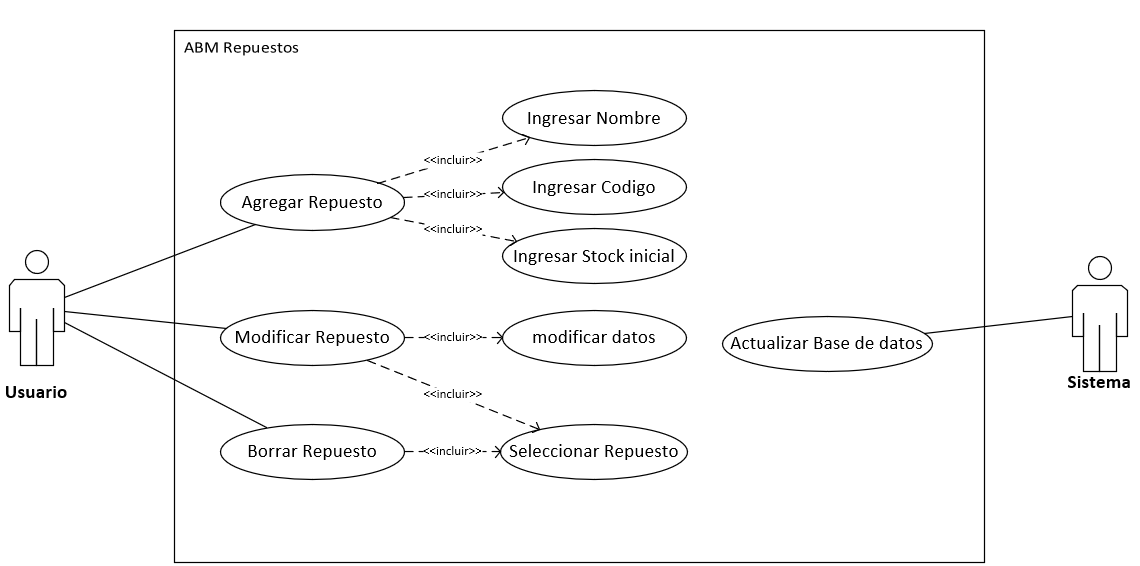 ABM Repuestos
Ingresar Nombre
<<incluir>>
Ingresar Codigo
<<incluir>>
Agregar Repuesto
<<incluir>>
Ingresar Stock inicial
Modificar Repuesto
<<incluir>>
modificar datos
Actualizar Base de datos
Usuario
Sistema
<<incluir>>
Borrar Repuesto
<<incluir>>
Seleccionar Repuesto